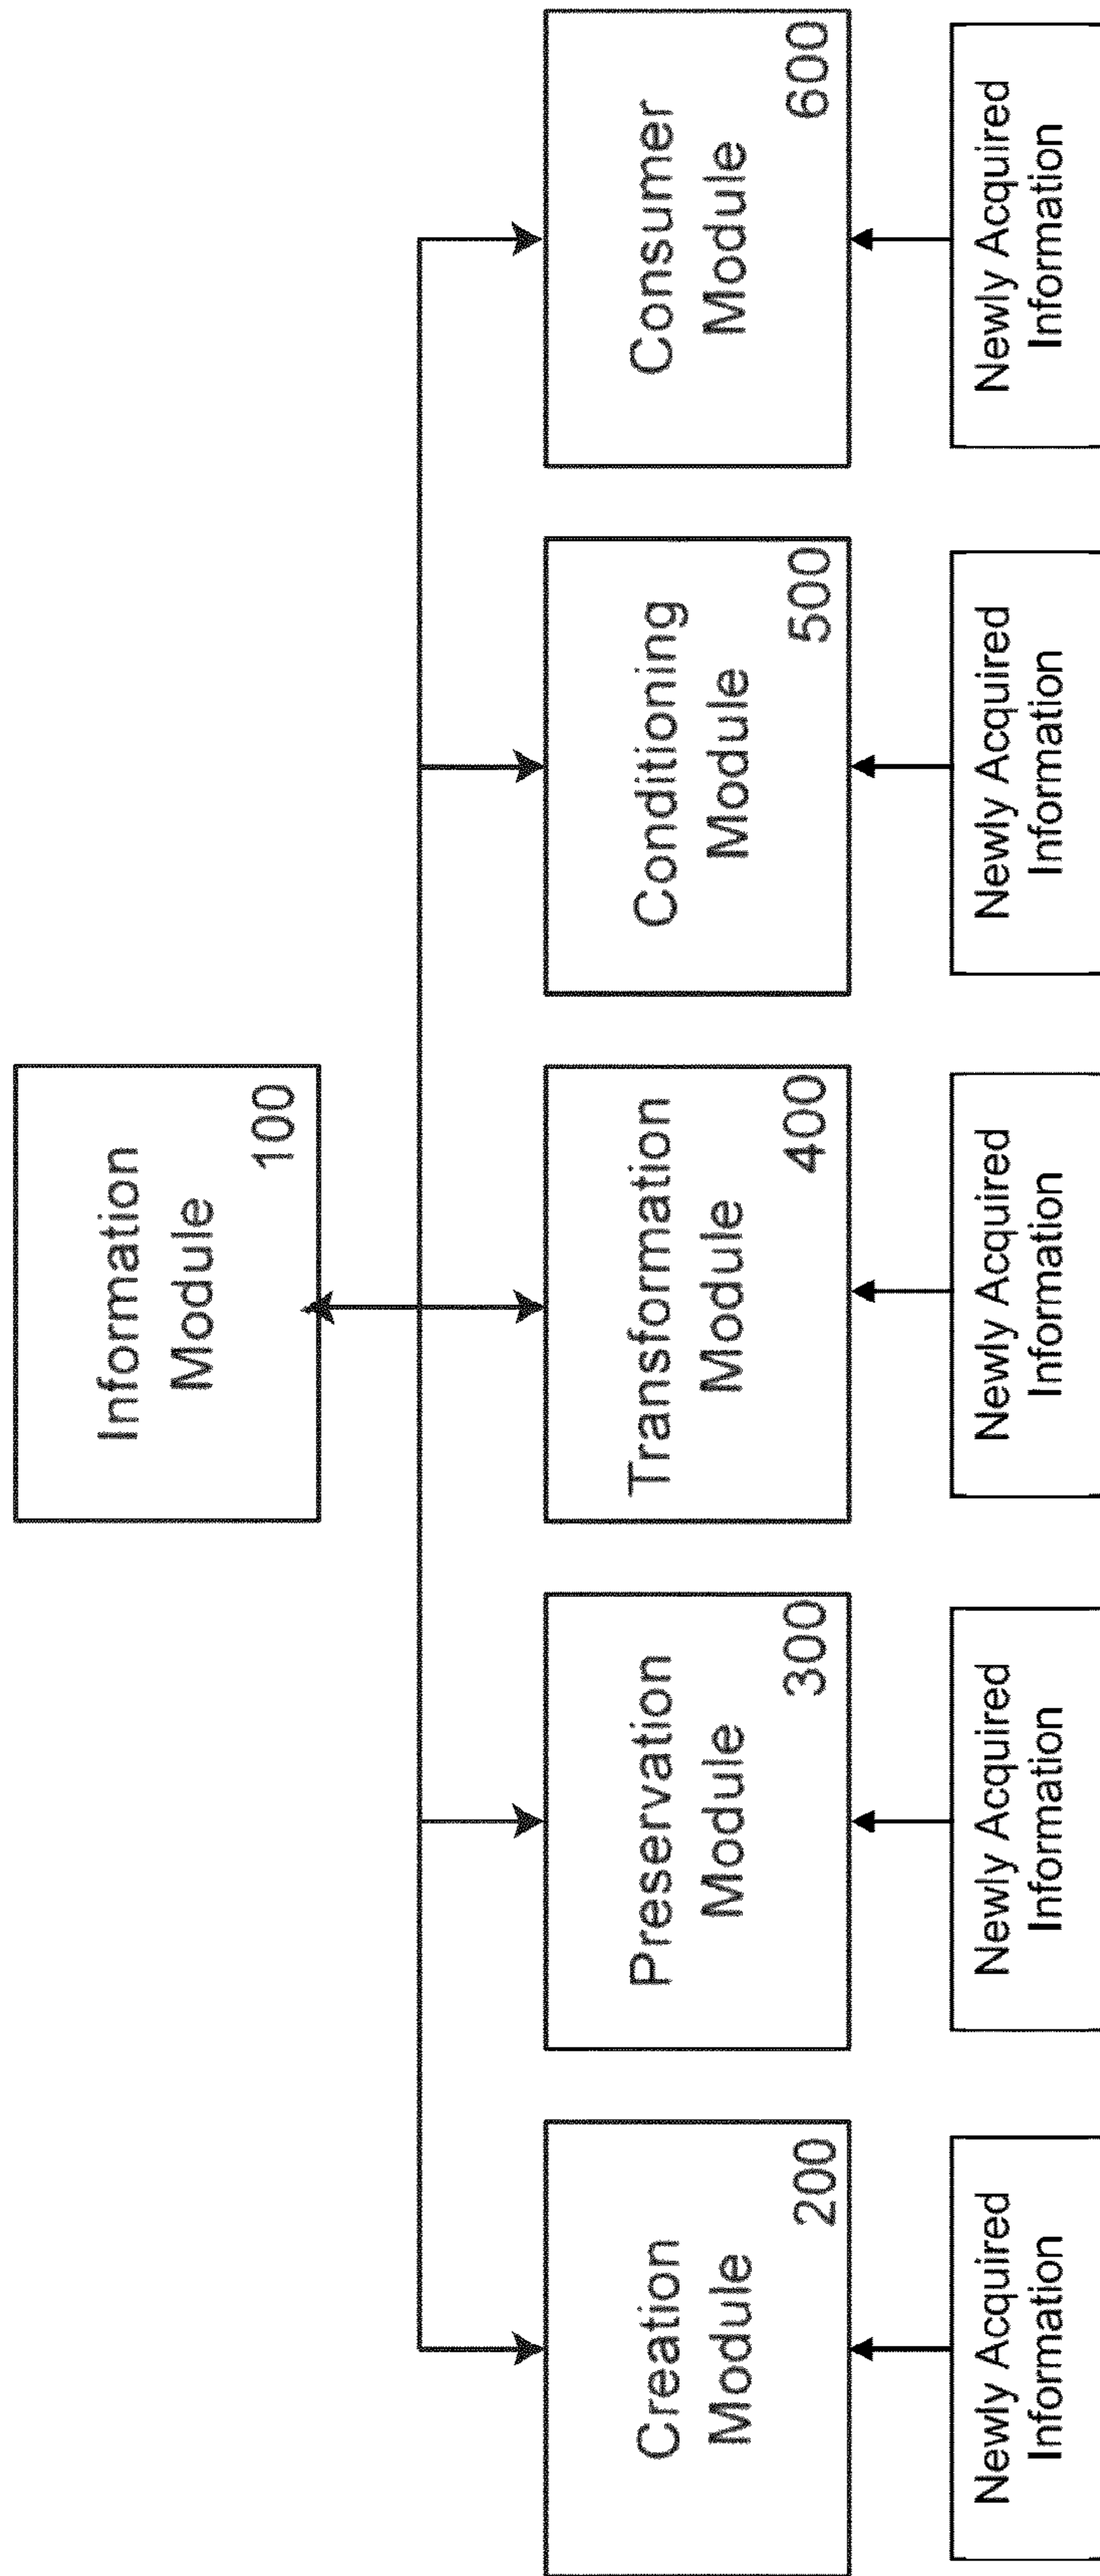 Information
Module
100
Creation
Module
200
Preservation
Module
300
Transformation
Module
400
Conditioning
Module
500
Consumer
Module
600
Newly Acquired
Information
Newly Acquired
Information
Newly Acquired
Information
Newly Acquired
Information
Newly Acquired
Information